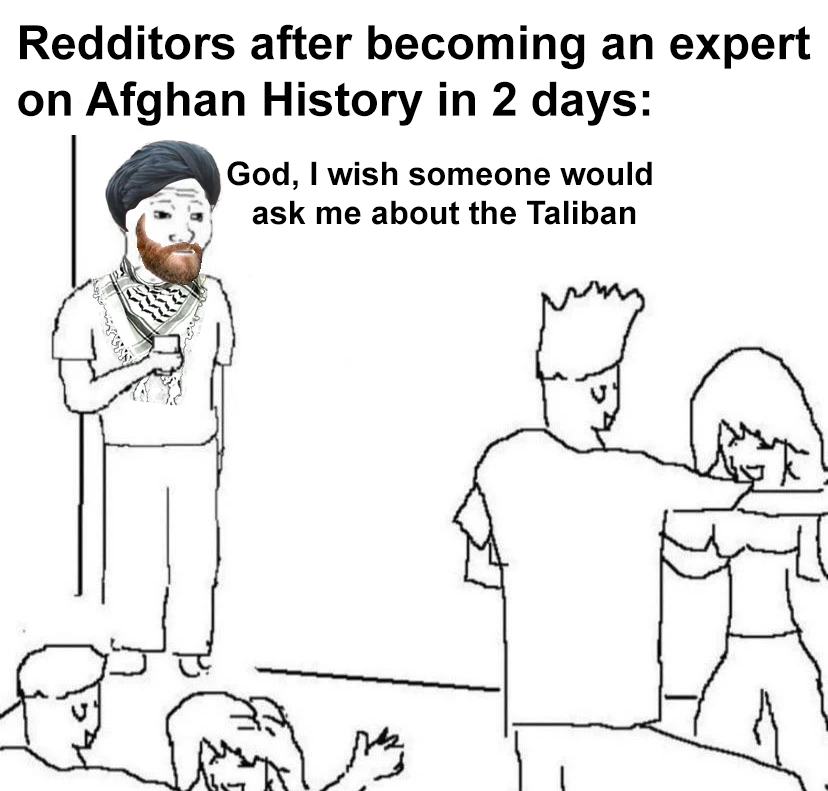 Redditors after becoming an expert
on Afghan History in 2 days:
God, I wish someone would
ask me about the Taliban